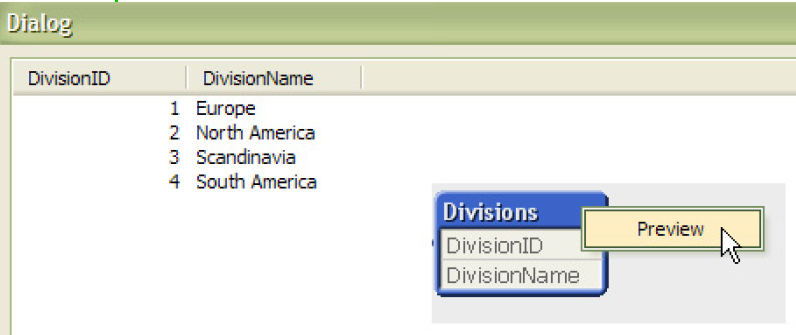 Dialog
DivisionID DivisionName
1 Europe
2 North America
3 Scandinavia
4 South America
Divisions
Preview
DivisionID
DivisionName